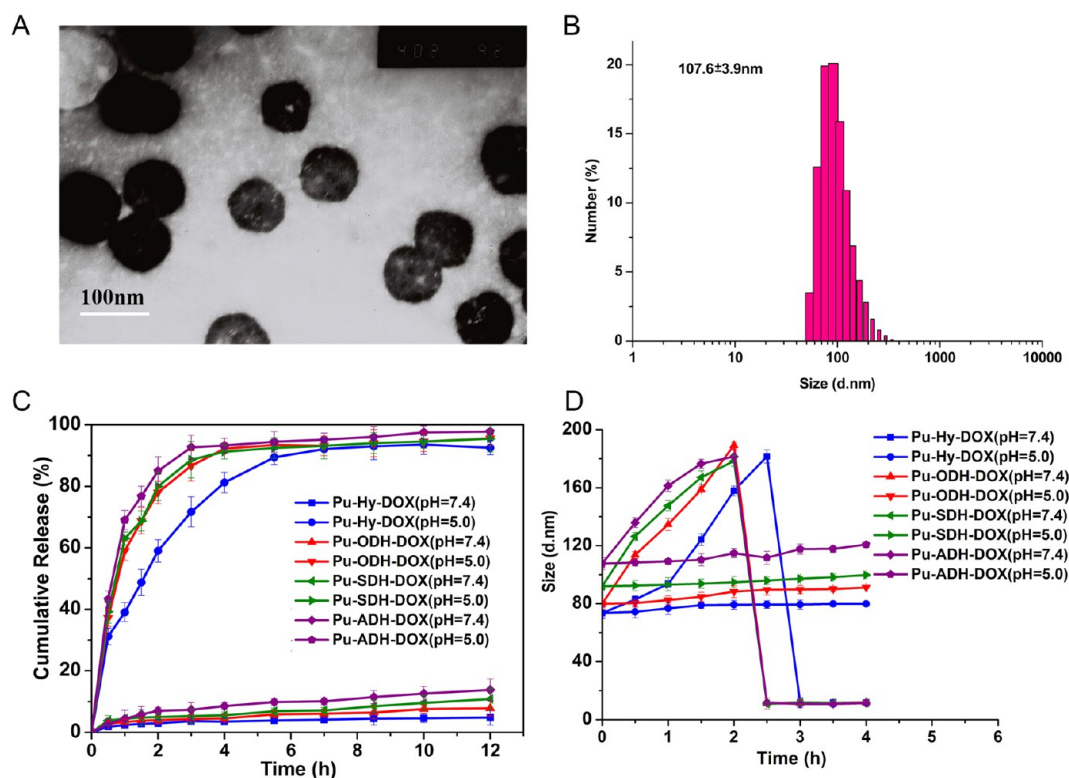 A
402 92
100nm
B
107.6±3.9nm
Number (%)
20
15
10
5
0
1
10
100
1000
10000
Size (d.nm)
C
Cumulative Release (%)
100
80
60
40
20
0
Pu-Hy-DOX(pH=7.4)
Pu-Hy-DOX(pH=5.0)
Pu-ODH-DOX(pH=7.4)
Pu-ODH-DOX(pH=5.0)
Pu-SDH-DOX(pH=7.4)
Pu-SDH-DOX(pH=5.0)
Pu-ADH-DOX(pH=7.4)
Pu-ADH-DOX(pH=5.0)
0 2 4 6 8 10 12
Time (h)
D
Size (d.nm)
200
160
120
80
40
0
Pu-Hy-DOX(pH=7.4)
Pu-Hy-DOX(pH=5.0)
Pu-ODH-DOX(pH=7.4)
Pu-ODH-DOX(pH=5.0)
Pu-SDH-DOX(pH=7.4)
Pu-SDH-DOX(pH=5.0)
Pu-ADH-DOX(pH=7.4)
Pu-ADH-DOX(pH=5.0)
0 1 2 3 4 5 6
Time (h)